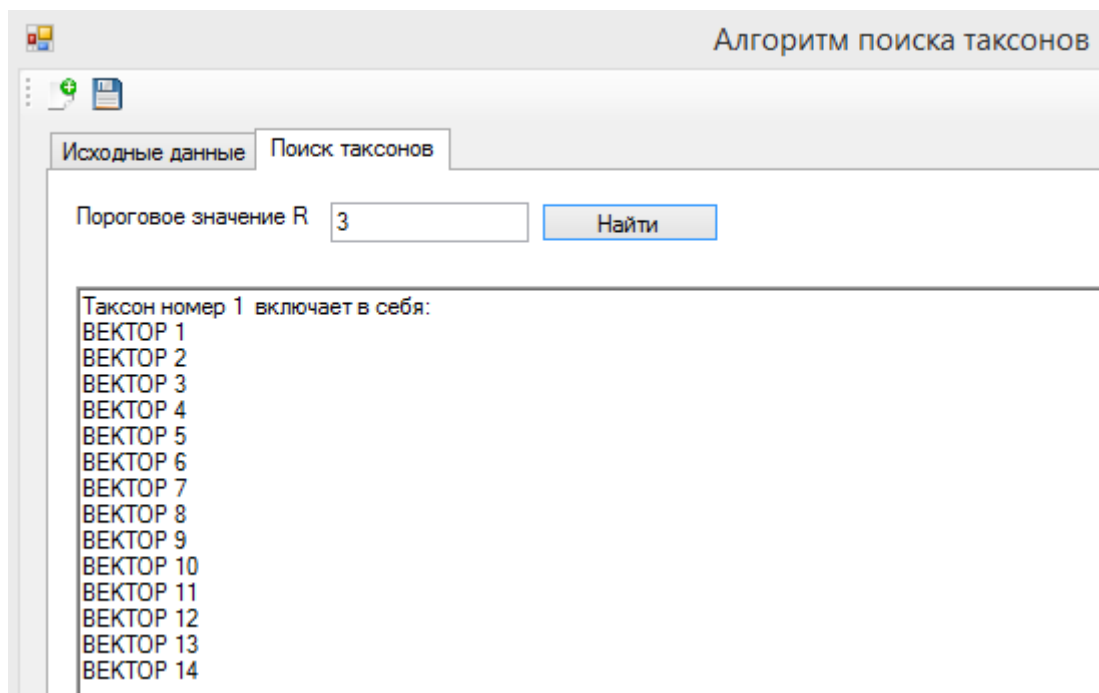 Алгоритм поиска таксонов
Исходные данные
Поиск таксонов
Пороговое значение R
3
Найти
Таксон номер 1 включает в себя:
ВЕКТОР 1
ВЕКТОР 2
ВЕКТОР 3
ВЕКТОР 4
ВЕКТОР 5
ВЕКТОР 6
ВЕКТОР 7
ВЕКТОР 8
ВЕКТОР 9
ВЕКТОР 10
ВЕКТОР 11
ВЕКТОР 12
ВЕКТОР 13
ВЕКТОР 14